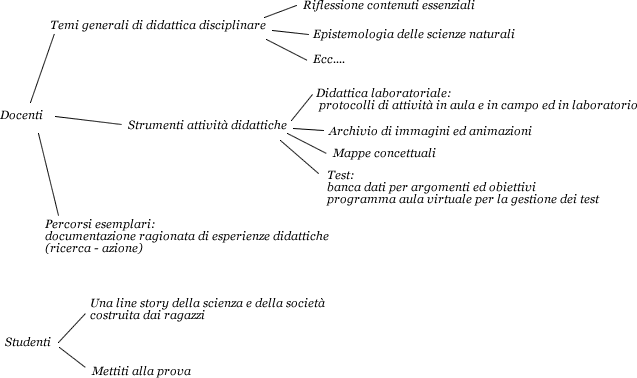 Riflessione contenuti essenziali
Temi generali di didattica disciplinare
Epistemologia delle scienze naturali
Ecc....
Didattica laboratoriale:
protocolli di attività in aula e in campo ed in laboratorio
Docenti
Strumenti attività didattiche
Archivio di immagini ed animazioni
Mappe concettuali
Test:
banca dati per argomenti ed obiettivi
programma aula virtuale per la gestione dei test
Percorsi esemplari:
documentazione ragionata di esperienze didattiche
(ricerca - azione)
Una line story della scienza e della società
costruita dai ragazzi
Studenti
Mettiti alla prova